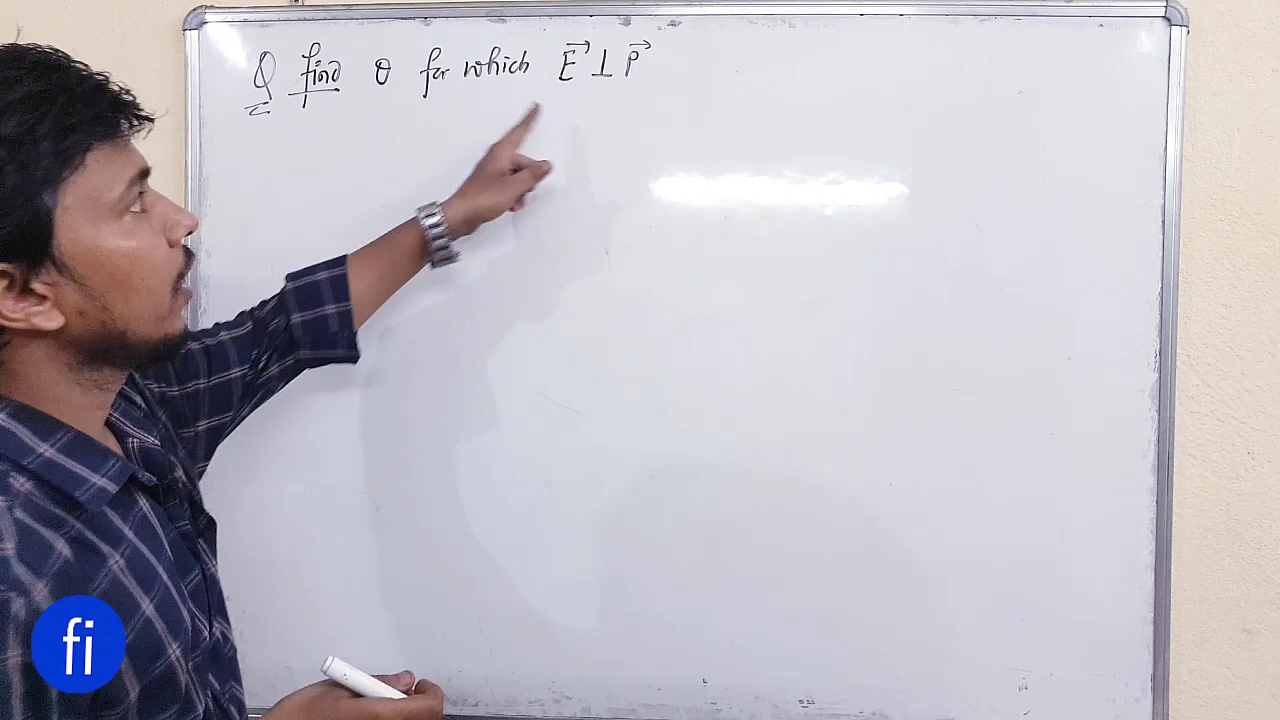 Q find θ for which E⃗ ⊥ P⃗
fi